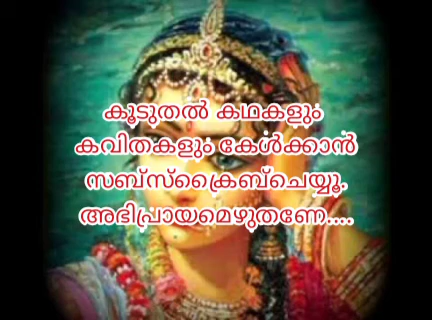 കൂടുതൽ കഥകളും
കവിതകളും കേൾക്കാൻ
സബ്സ്ക്രൈബ്ചെയ്യൂ.
അഭിപ്രായമെഴുതണേ....